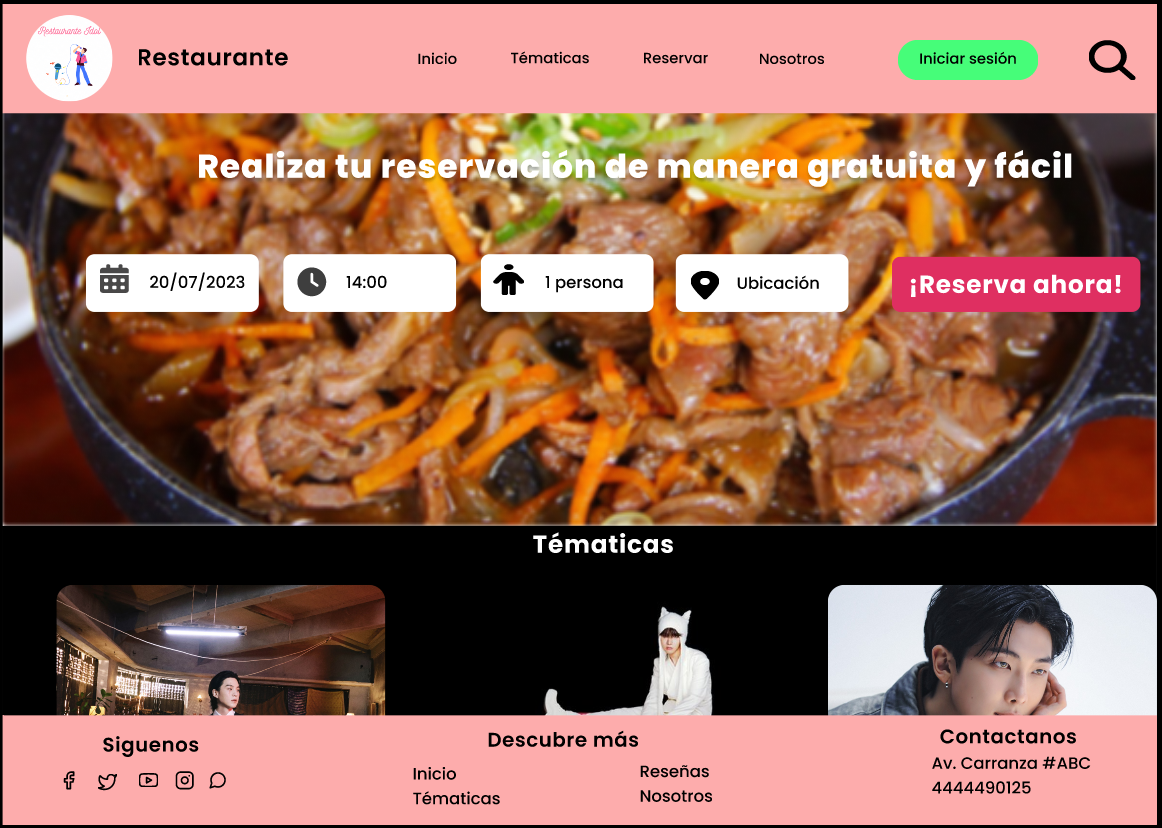 Restaurante Idol
Restaurante
Inicio
Tématicas
Reservar
Nosotros
Iniciar sesión
Realiza tu reservación de manera gratuita y fácil
20/07/2023
14:00
1 persona
Ubicación
¡Reserva ahora!
Tématicas
Siguenos
Descubre más
Inicio
Tématicas
Reseñas
Nosotros
Contactanos
Av. Carranza #ABC
4444490125